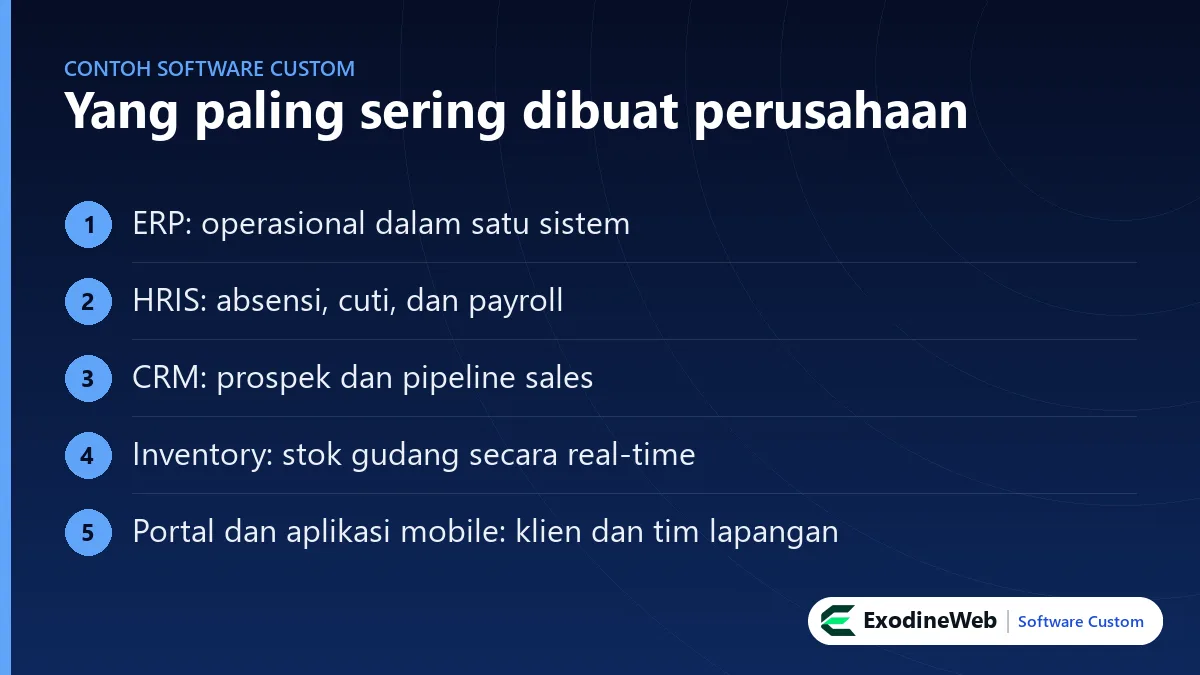 CONTOH SOFTWARE CUSTOM
Yang paling sering dibuat perusahaan
1 ERP: operasional dalam satu sistem
2 HRIS: absensi, cuti, dan payroll
3 CRM: prospek dan pipeline sales
4 Inventory: stok gudang secara real-time
5 Portal dan aplikasi mobile: klien dan tim lapangan
ExodineWeb | Software Custom